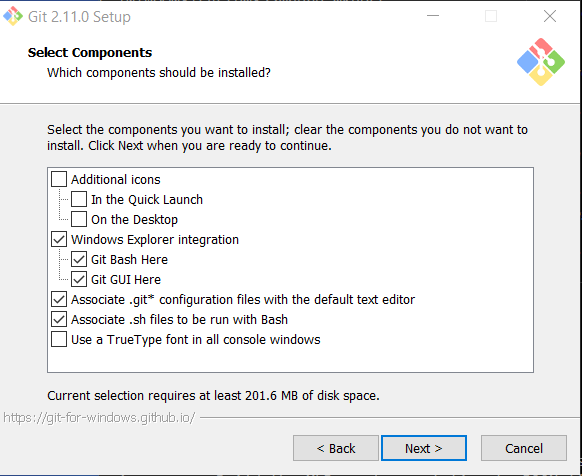 Git 2.11.0 Setup
Select Components
Which components should be installed?
Select the components you want to install; clear the components you do not want to
install. Click Next when you are ready to continue.
Additional icons
In the Quick Launch
On the Desktop
Windows Explorer integration
Git Bash Here
Git GUI Here
Associate .git* configuration files with the default text editor
Associate .sh files to be run with Bash
Use a TrueType font in all console windows
Current selection requires at least 201.6 MB of disk space.
https://git-for-windows.github.io/
< Back
Next >
Cancel